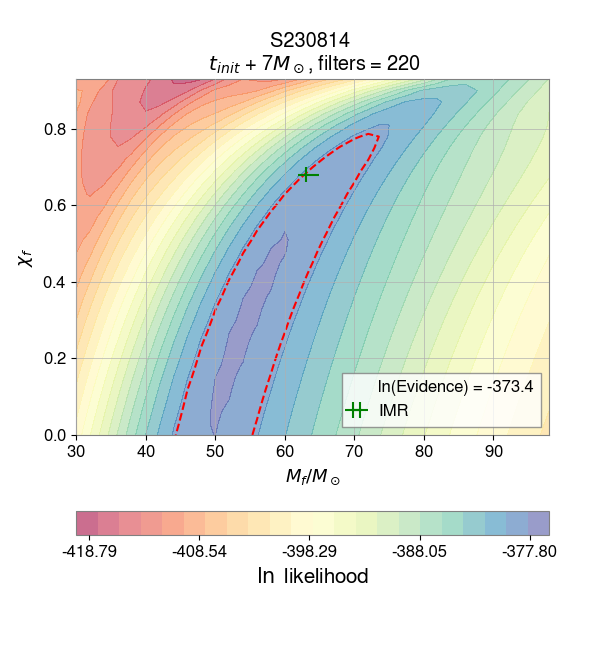 S230814
t_init + 7M_⊙, filters = 220
χ_f
0.8
0.6
0.4
0.2
0.0
30 40 50 60 70 80 90
M_f/M_⊙
ln(Evidence) = -373.4
IMR
-418.79 -408.54 -398.29 -388.05 -377.80
ln likelihood